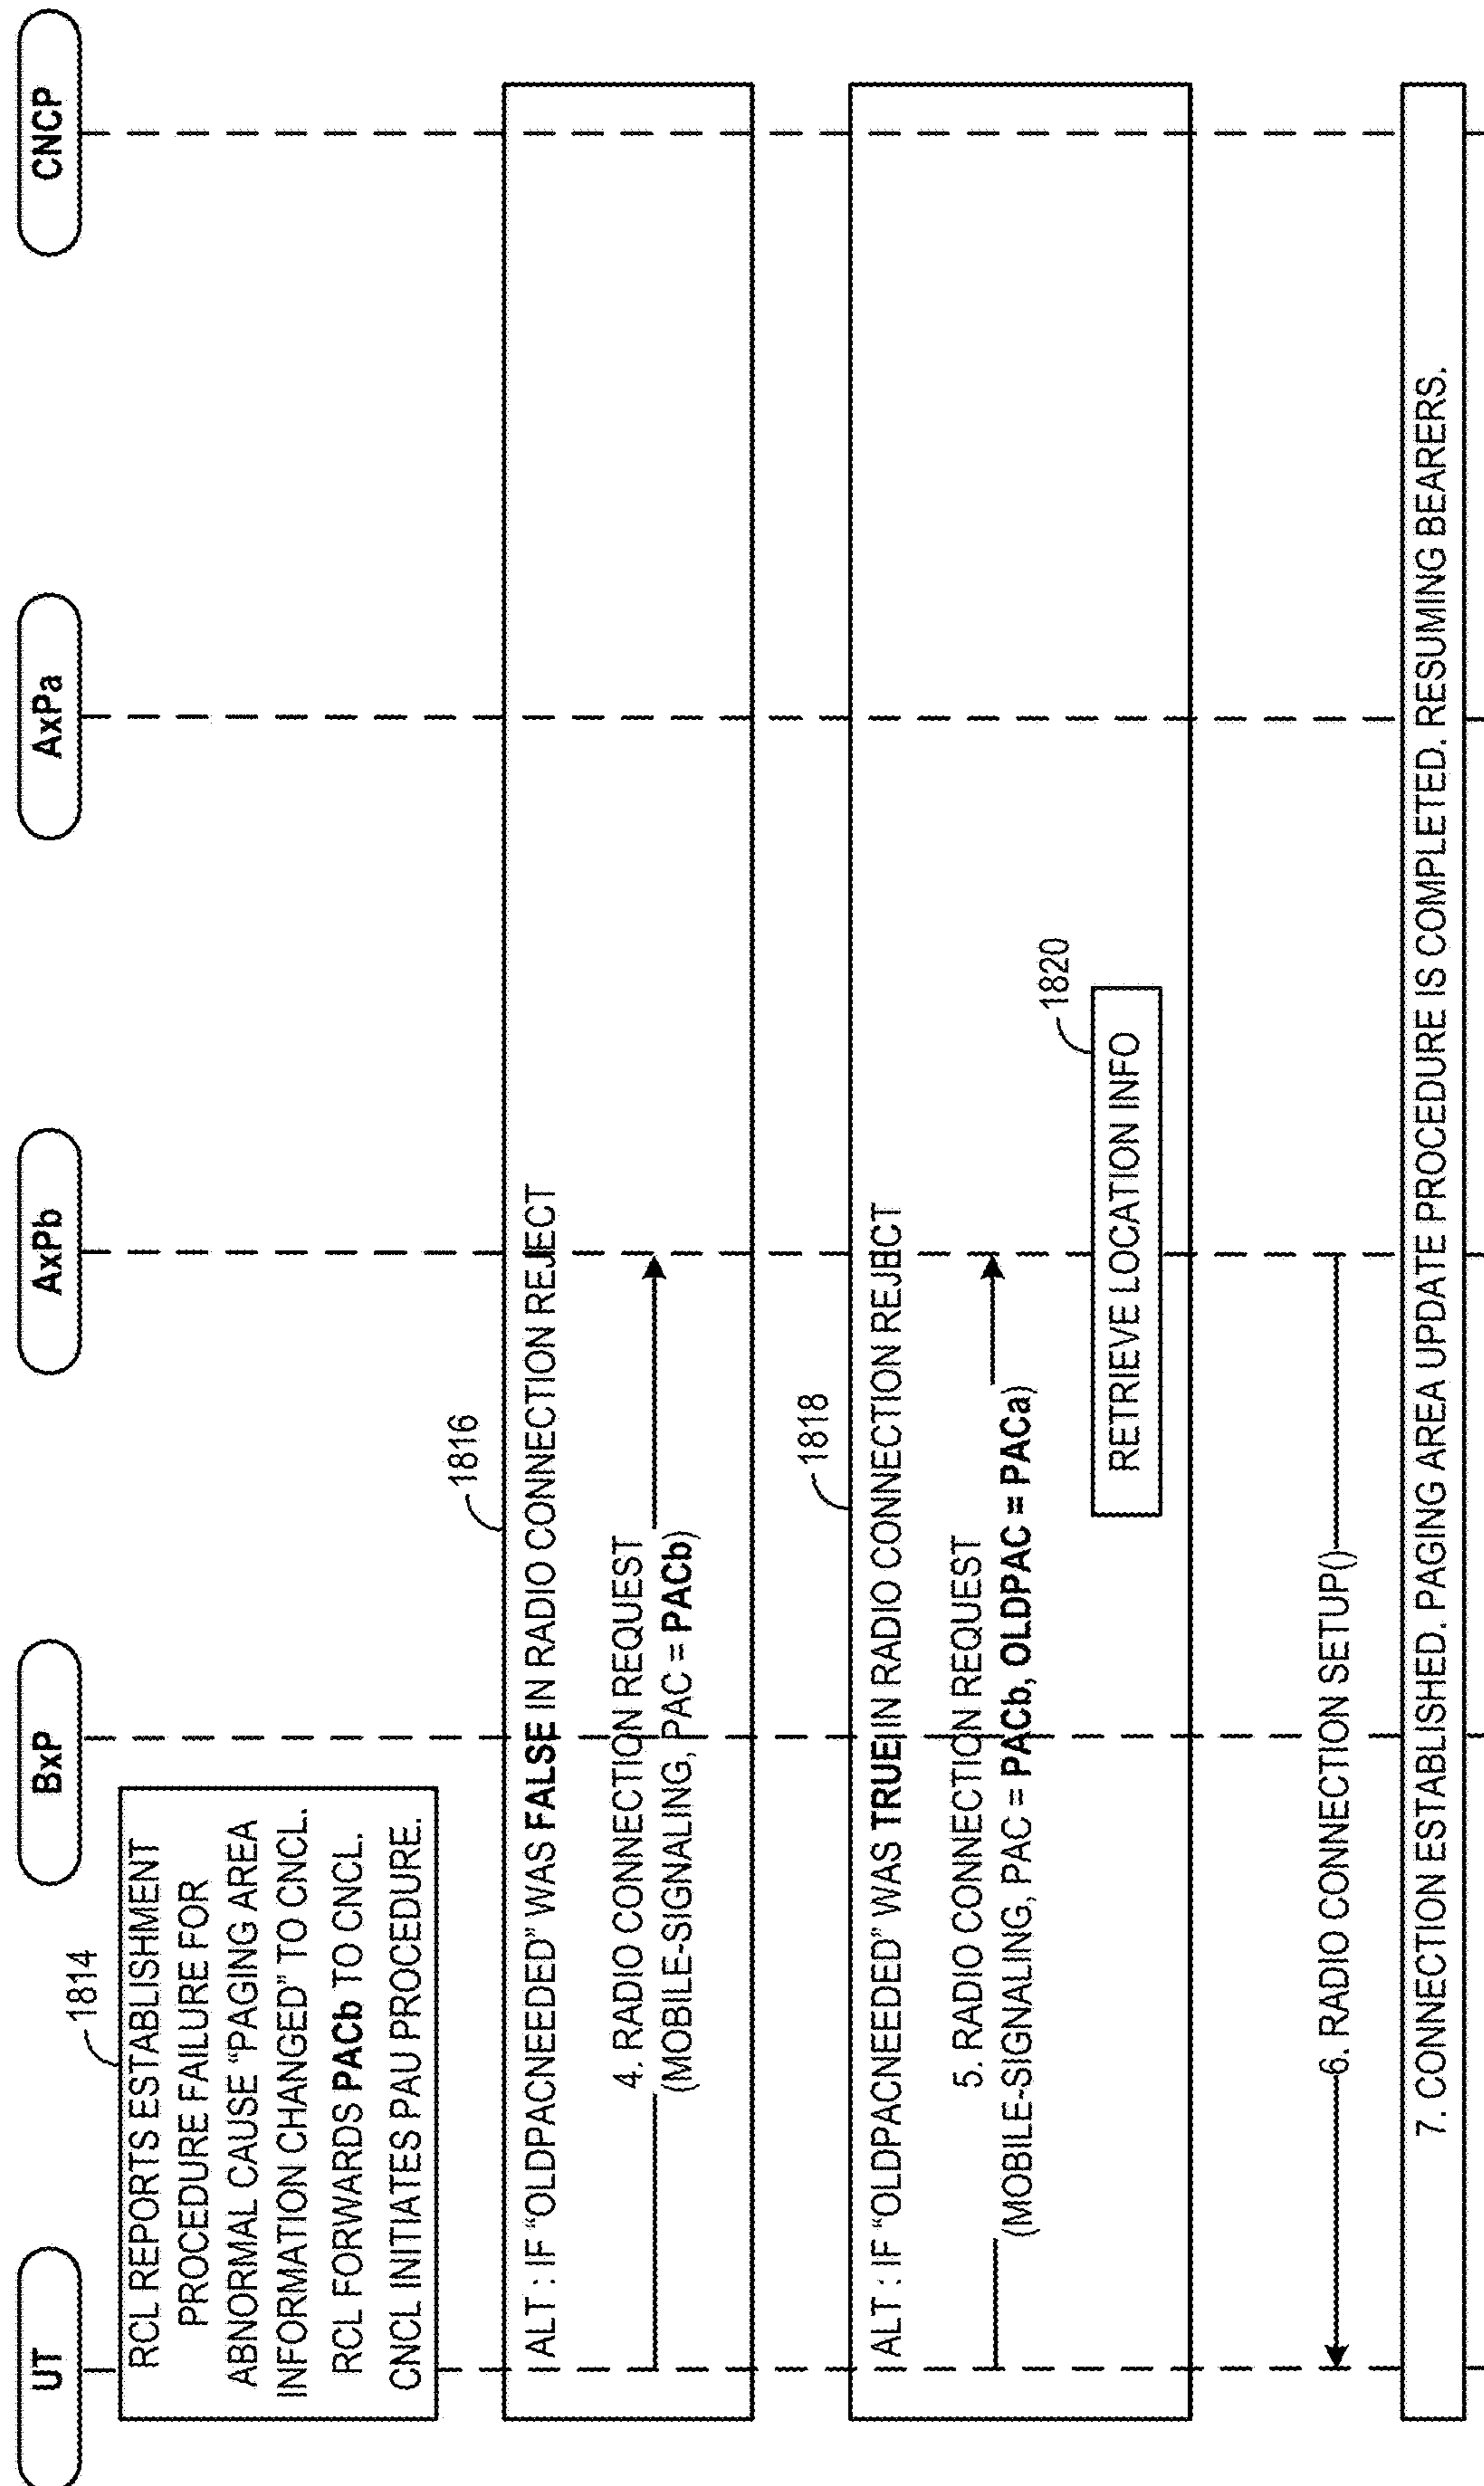 UT
BxP
AxPb
AxPa
CNCP
1814
RCL REPORTS ESTABLISHMENT
PROCEDURE FAILURE FOR
ABNORMAL CAUSE "PAGING AREA
INFORMATION CHANGED" TO CNCL.
RCL FORWARDS PACb TO CNCL.
CNCL INITIATES PAU PROCEDURE.
1816
ALT : IF "OLDPACNEEDED" WAS FALSE IN RADIO CONNECTION REJECT
4. RADIO CONNECTION REQUEST
(MOBILE-SIGNALING, PAC = PACb)
1818
ALT : IF "OLDPACNEEDED" WAS TRUE IN RADIO CONNECTION REJECT
5. RADIO CONNECTION REQUEST
(MOBILE-SIGNALING, PAC = PACb, OLDPAC = PACa)
1820
RETRIEVE LOCATION INFO
6. RADIO CONNECTION SETUP()
7. CONNECTION ESTABLISHED. PAGING AREA UPDATE PROCEDURE IS COMPLETED. RESUMING BEARERS.